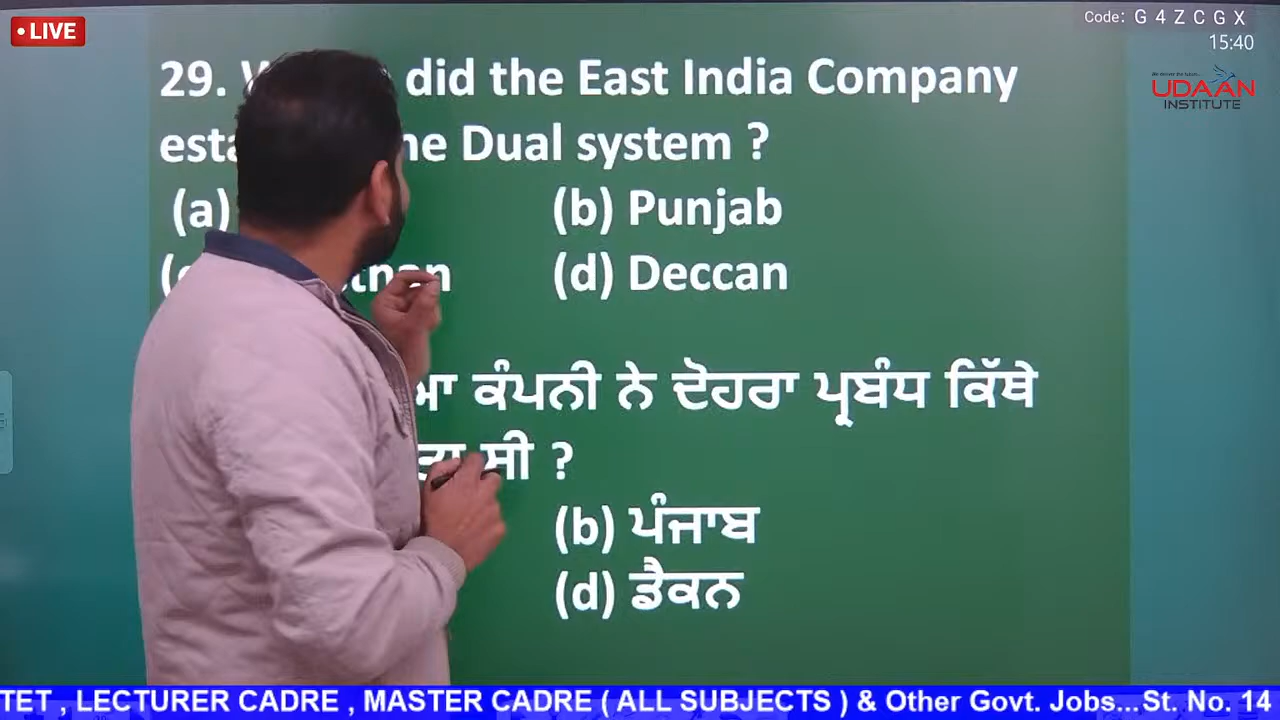 • LIVE
Code: G 4 Z C G X
15:40
UDAAN
INSTITUTE
29. did the East India Company
Dual system ?
(a)
(b) Punjab
(d) Deccan
ਕੰਪਨੀ ਨੇ ਦੋਹਰਾ ਪ੍ਰਬੰਧ ਕਿੱਥੇ
ਸੀ ?
(b) ਪੰਜਾਬ
(d) ਡੈਕਨ
TET , LECTURER CADRE , MASTER CADRE ( ALL SUBJECTS ) & Other Govt. Jobs...St. No. 14